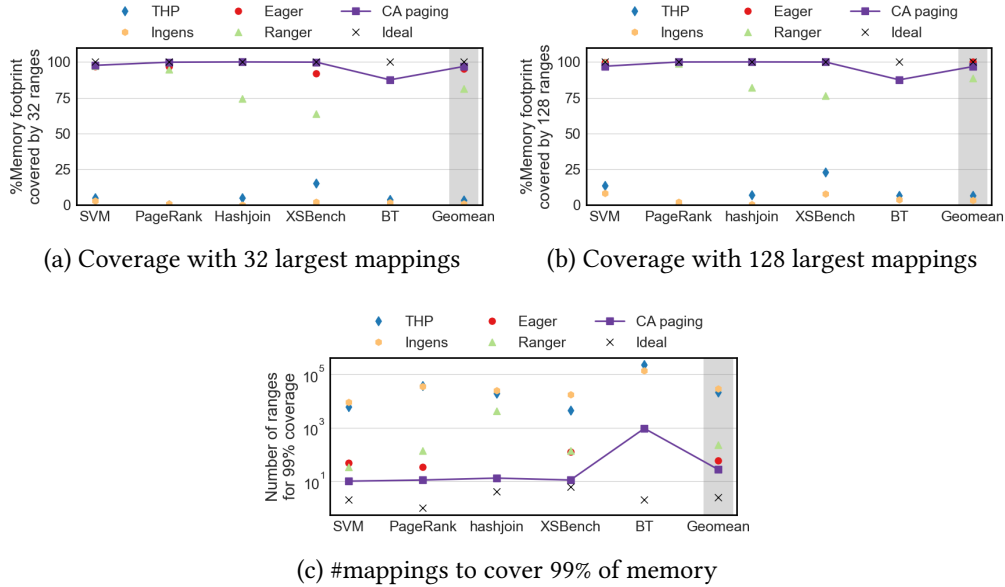 THP Eager CA paging
Ingens Ranger Ideal
%Memory footprint
covered by 32 ranges
100
75
50
25
0
SVM PageRank Hashjoin XSBench BT Geomean
(a) Coverage with 32 largest mappings
THP Eager CA paging
Ingens Ranger Ideal
%Memory footprint
covered by 128 ranges
100
75
50
25
0
SVM PageRank hashjoin XSBench BT Geomean
(b) Coverage with 128 largest mappings
THP Eager CA paging
Ingens Ranger Ideal
Number of ranges
for 99% coverage
10⁵
10³
10¹
SVM PageRank hashjoin XSBench BT Geomean
(c) #mappings to cover 99% of memory